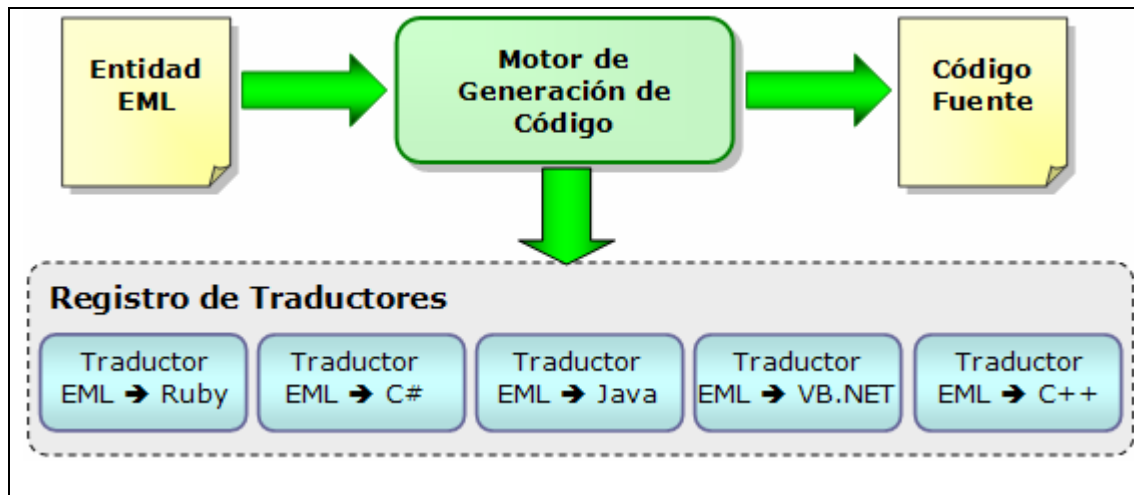 Entidad
EML
Motor de
Generación de
Código
Código
Fuente
Registro de Traductores
Traductor
EML ➔ Ruby
Traductor
EML ➔ C#
Traductor
EML ➔ Java
Traductor
EML ➔ VB.NET
Traductor
EML ➔ C++